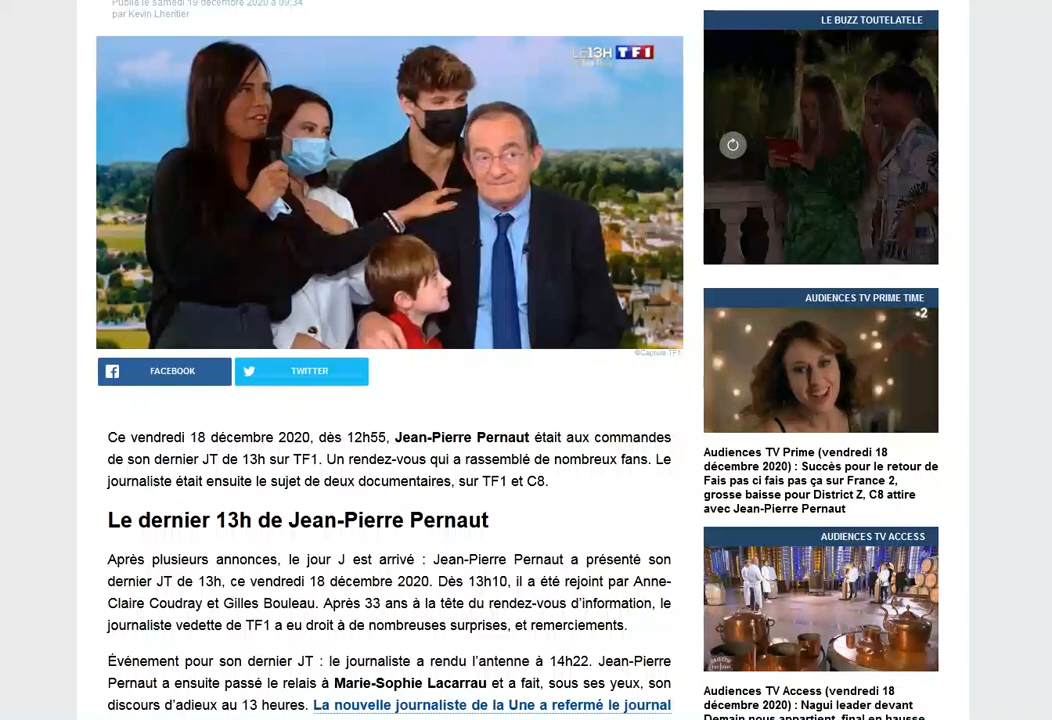 Publié le samedi 19 décembre 2020 à 09:34
par Kevin Lheritier
LE 13H TF1
©Capture TF1
FACEBOOK
TWITTER
Ce vendredi 18 décembre 2020, dès 12h55, Jean-Pierre Pernaut était aux commandes
de son dernier JT de 13h sur TF1. Un rendez-vous qui a rassemblé de nombreux fans. Le
journaliste était ensuite le sujet de deux documentaires, sur TF1 et C8.
Le dernier 13h de Jean-Pierre Pernaut
Après plusieurs annonces, le jour J est arrivé : Jean-Pierre Pernaut a présenté son
dernier JT de 13h, ce vendredi 18 décembre 2020. Dès 13h10, il a été rejoint par Anne-
Claire Coudray et Gilles Bouleau. Après 33 ans à la tête du rendez-vous d’information, le
journaliste vedette de TF1 a eu droit à de nombreuses surprises, et remerciements.
Événement pour son dernier JT : le journaliste a rendu l’antenne à 14h22. Jean-Pierre
Pernaut a ensuite passé le relais à Marie-Sophie Lacarrau et a fait, sous ses yeux, son
discours d’adieux au 13 heures. La nouvelle journaliste de la Une a refermé le journal
LE BUZZ TOUTELATELE
AUDIENCES TV PRIME TIME
•2
Audiences TV Prime (vendredi 18
décembre 2020) : Succès pour le retour de
Fais pas ci fais pas ça sur France 2,
grosse baisse pour District Z, C8 attire
avec Jean-Pierre Pernaut
AUDIENCES TV ACCESS
Audiences TV Access (vendredi 18
décembre 2020) : Nagui leader devant
Demain nous appartient, final en hausse